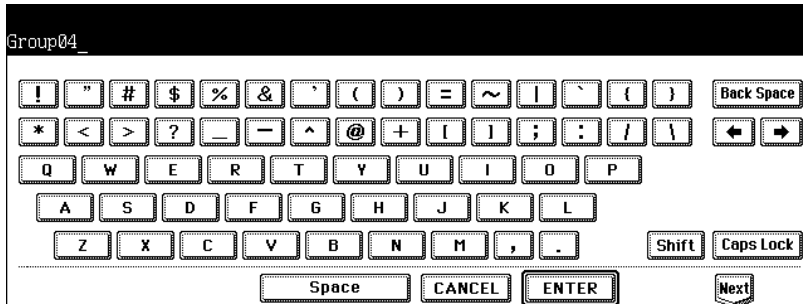 Group04_
! " # $ % & ' ( ) = ~ | ` { } Back Space
* < > ? _ - ^ @ + [ ] ; : / \ ← →
Q W E R T Y U I O P
A S D F G H J K L
Z X C V B N M , . Shift Caps Lock
Space CANCEL ENTER Next